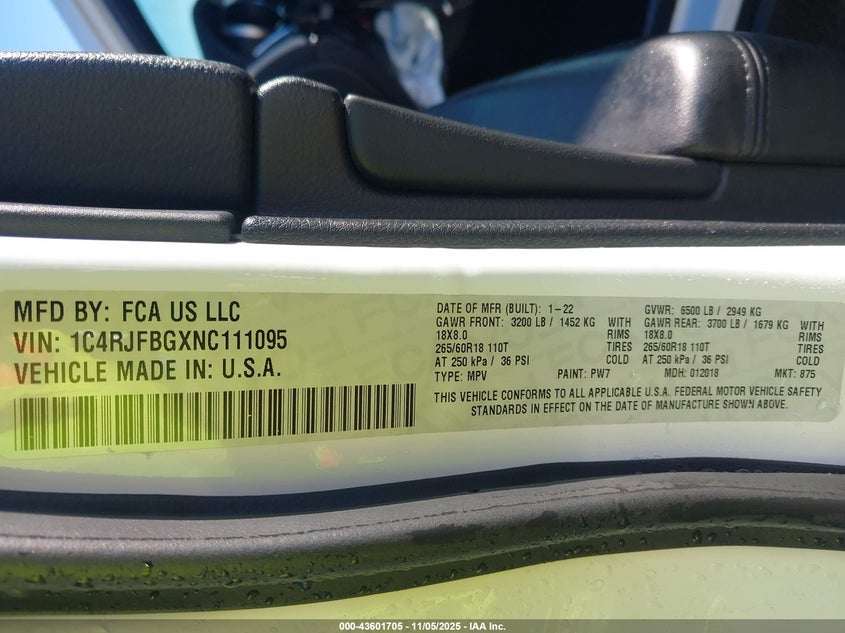 MFD BY: FCA US LLC
VIN: 1C4RJFBGXNC111095
VEHICLE MADE IN: U.S.A.
DATE OF MFR (BUILT): 1-22 GVWR: 6500 LB / 2949 KG
GAWR FRONT: 3200 LB / 1452 KG WITH GAWR REAR: 3700 LB / 1679 KG WITH
18X8.0 RIMS 18X8.0 RIMS
265/60R18 110T TIRES 265/60R18 110T TIRES
AT 250 kPa / 36 PSI COLD AT 250 kPa / 36 PSI COLD
TYPE: MPV PAINT: PW7 MDH: 012018 MKT: 875
THIS VEHICLE CONFORMS TO ALL APPLICABLE U.S.A. FEDERAL MOTOR VEHICLE SAFETY
STANDARDS IN EFFECT ON THE DATE OF MANUFACTURE SHOWN ABOVE.
000-43601705 - 11/05/2025 - IAA Inc.